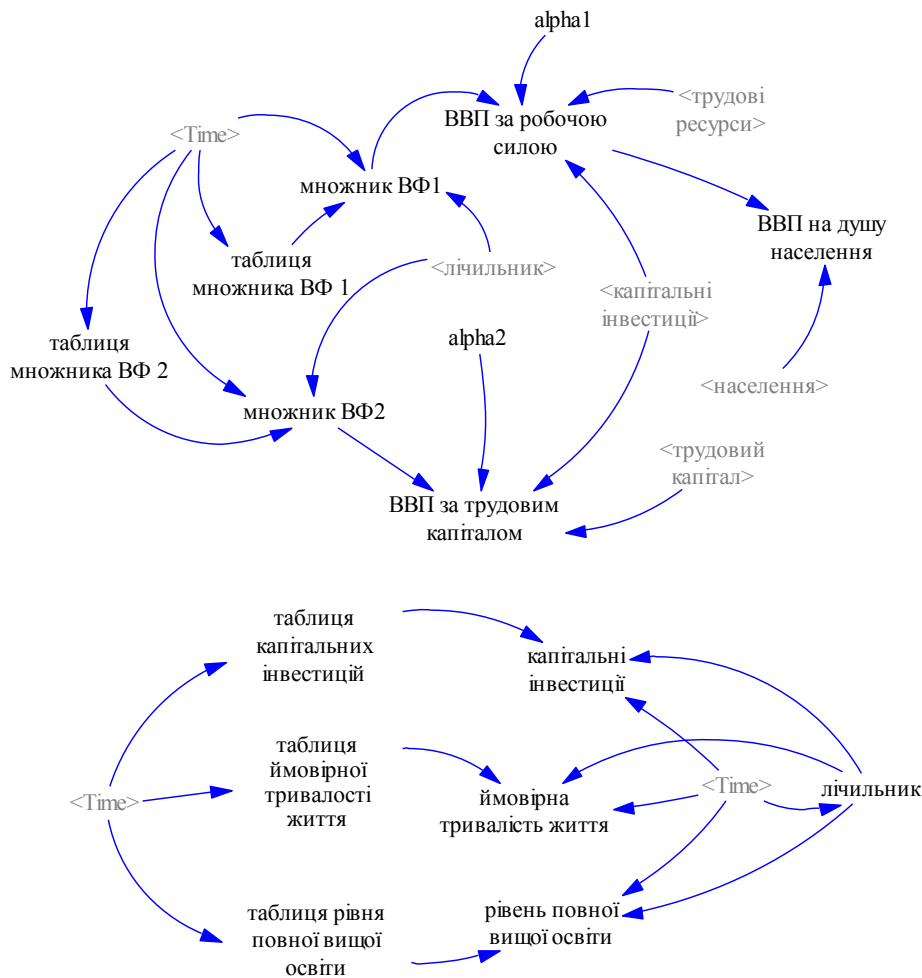 alpha1
<трудові
ресурси>
ВВП за робочою
силою
<Time>
множник ВФ1
ВВП на душу
населення
таблиця
множника ВФ 1
<лічильник>
<капітальні
інвестиції>
таблиця
множника ВФ 2
alpha2
<населення>
множник ВФ2
<трудовий
капітал>
ВВП за трудовим
капіталом
таблиця
капітальних
інвестицій
капітальні
інвестиції
таблиця
ймовірної
тривалості
життя
<Time>
ймовірна
тривалість життя
<Time>
лічильник
таблиця рівня
повної вищої
освіти
рівень повної
вищої освіти